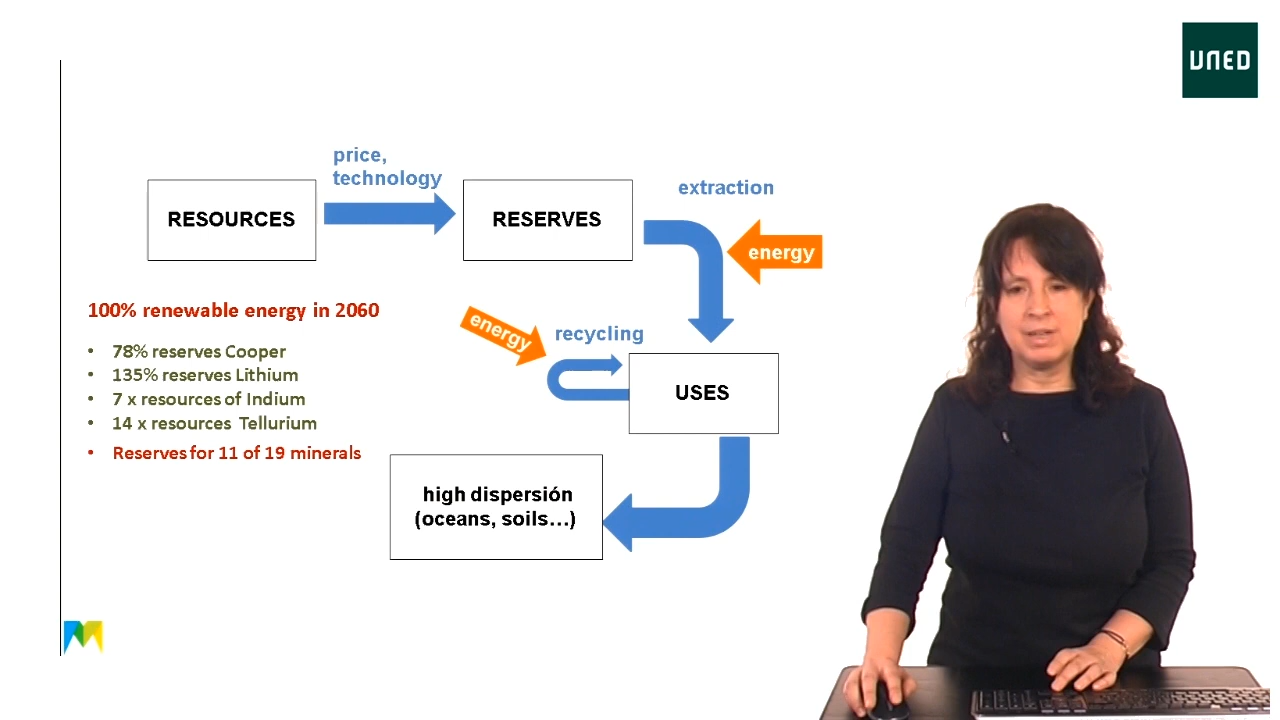 UNED
price,
technology
extraction
RESOURCES
RESERVES
energy
100% renewable energy in 2060
energy
recycling
• 78% reserves Cooper
• 135% reserves Lithium
• 7 x resources of Indium
• 14 x resources Tellurium
• Reserves for 11 of 19 minerals
USES
high dispersión
(oceans, soils...)